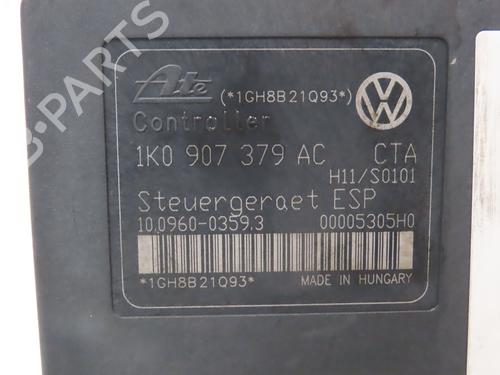 B-PARTS
Ate (*1GH8B21Q93*)
Controller
1K0 907 379 AC CTA
H11/S0101
Steuergeraet ESP
10.0960-0359.3 00005305H0
*1GH8B21Q93* MADE IN HUNGARY